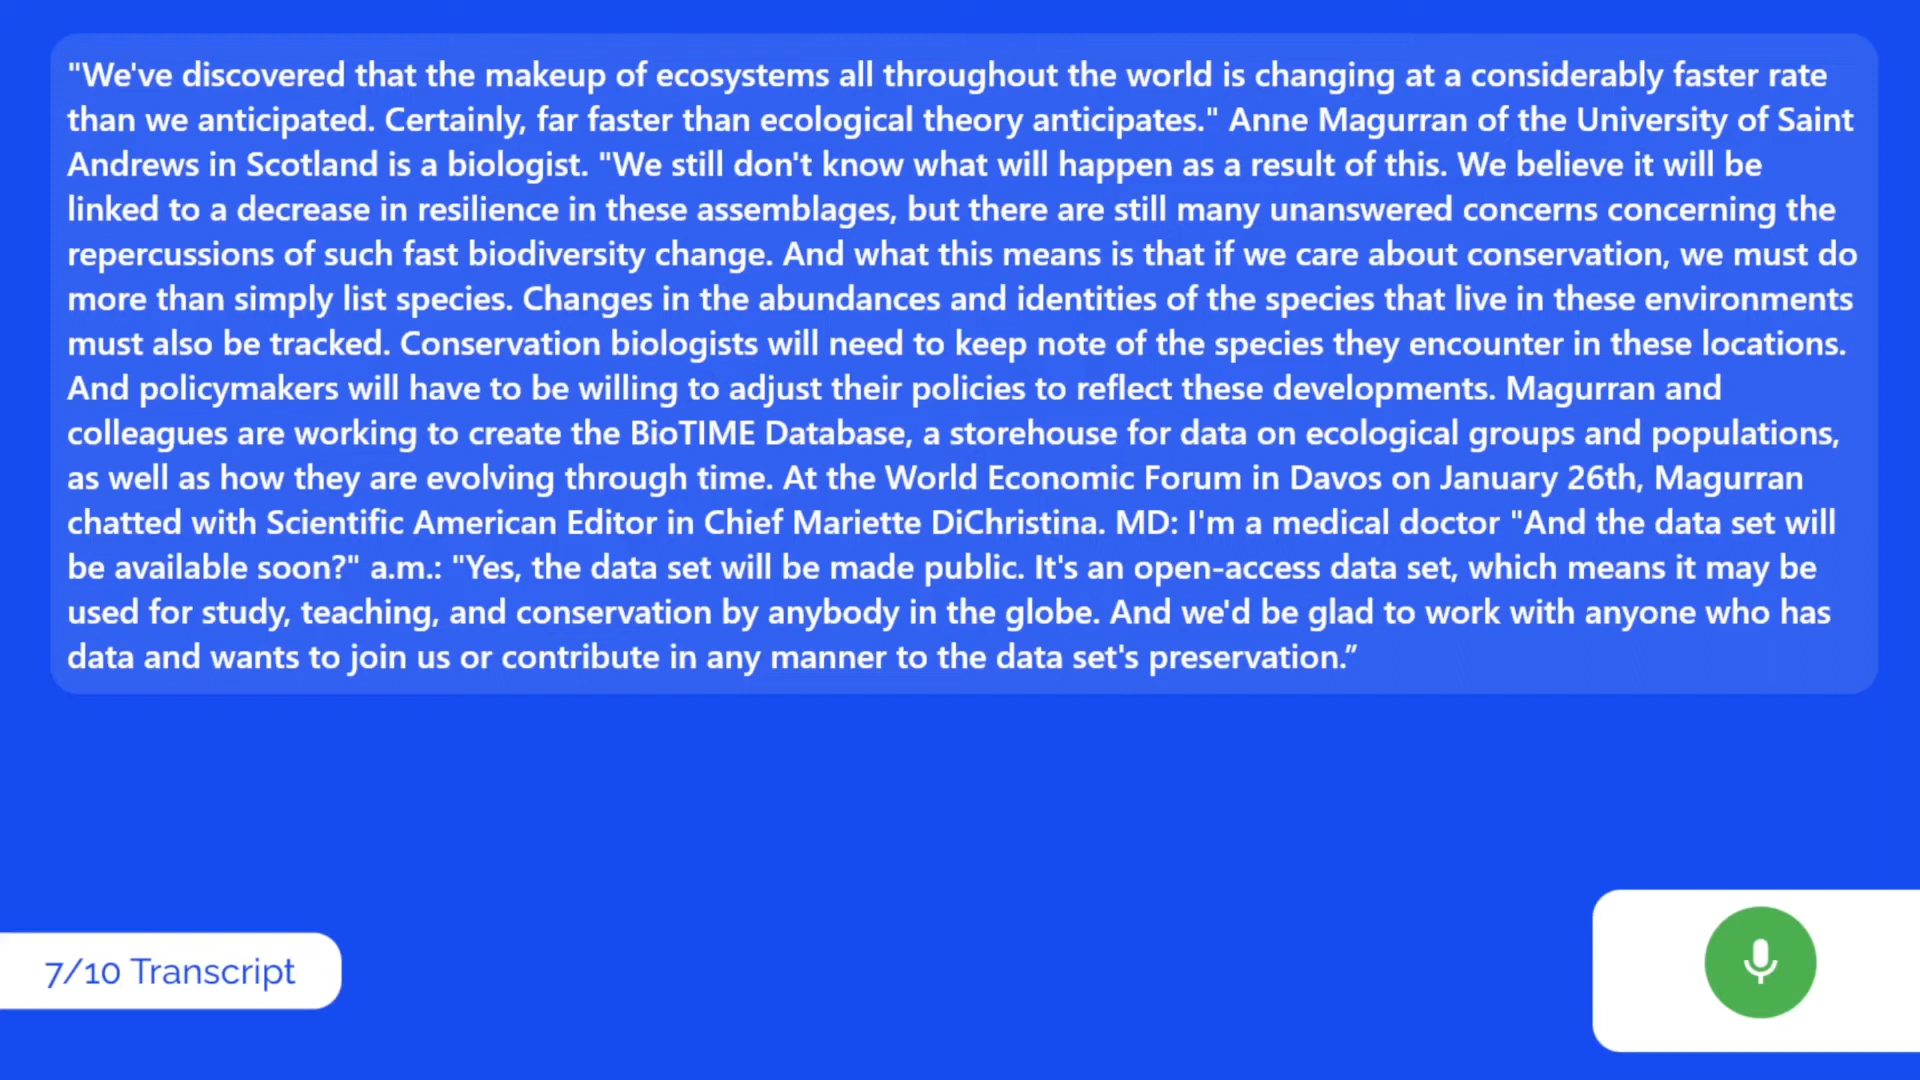 "We've discovered that the makeup of ecosystems all throughout the world is changing at a considerably faster rate
than we anticipated. Certainly, far faster than ecological theory anticipates." Anne Magurran of the University of Saint
Andrews in Scotland is a biologist. "We still don't know what will happen as a result of this. We believe it will be
linked to a decrease in resilience in these assemblages, but there are still many unanswered concerns concerning the
repercussions of such fast biodiversity change. And what this means is that if we care about conservation, we must do
more than simply list species. Changes in the abundances and identities of the species that live in these environments
must also be tracked. Conservation biologists will need to keep note of the species they encounter in these locations.
And policymakers will have to be willing to adjust their policies to reflect these developments. Magurran and
colleagues are working to create the BioTIME Database, a storehouse for data on ecological groups and populations,
as well as how they are evolving through time. At the World Economic Forum in Davos on January 26th, Magurran
chatted with Scientific American Editor in Chief Mariette DiChristina. MD: I'm a medical doctor "And the data set will
be available soon?" a.m.: "Yes, the data set will be made public. It's an open-access data set, which means it may be
used for study, teaching, and conservation by anybody in the globe. And we'd be glad to work with anyone who has
data and wants to join us or contribute in any manner to the data set's preservation.”
7/10 Transcript